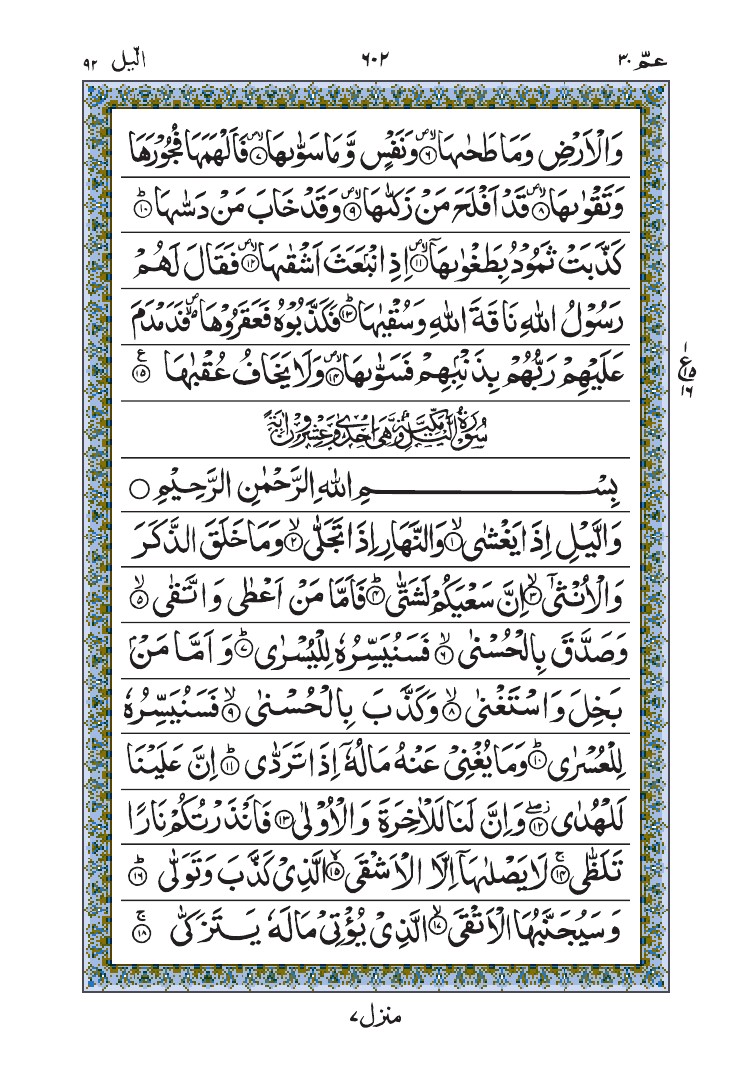 عمّ ۳۰
۶۰۲
الّیل ۹۲
وَالۡاَرۡضِ وَمَا طَحٰىهَا ۪ۙ‏﴿۶﴾ وَنَفۡسٍ وَّمَا سَوّٰىهَا ۪ۙ‏﴿۷﴾ فَاَلۡهَمَهَا فُجُوۡرَهَا
وَتَقۡوٰىهَا ۪ۙ‏﴿۸﴾ قَدۡ اَفۡلَحَ مَنۡ زَكّٰىهَا ۪ۙ‏﴿۹﴾ وَقَدۡ خَابَ مَنۡ دَسّٰىهَا ؕ‏﴿۱۰﴾
كَذَّبَتۡ ثَمُوۡدُ بِطَغۡوٰىهَآ ۪ۙ‏﴿۱۱﴾ اِذِ انۡۢبَعَثَ اَشۡقٰىهَا ۪ۙ‏﴿۱۲﴾ فَقَالَ لَهُمۡ
رَسُوۡلُ اللّٰهِ نَاقَةَ اللّٰهِ وَسُقۡيٰهَا ؕ‏﴿۱۳﴾ فَكَذَّبُوۡهُ فَعَقَرُوۡهَا ۪ۙ فَدَمۡدَمَ
عَلَيۡهِمۡ رَبُّهُمۡ بِذَنۡۢبِهِمۡ فَسَوّٰىهَا ۪ۙ‏﴿۱۴﴾ وَلَا يَخَافُ عُقۡبٰهَا ‏﴿۱۵﴾ ع
۱
ع ۱۵
۱۶
سُوۡرَةُ الَّيۡلِ مَكِّيَّةٌ وَّهِىَ اِحۡدٰى وَعِشۡرُوۡنَ اٰيَةً
بِسۡمِ اللّٰهِ الرَّحۡمٰنِ الرَّحِيۡمِ
وَالَّيۡلِ اِذَا يَغۡشٰى ۙ‏﴿۱﴾ وَالنَّهَارِ اِذَا تَجَلّٰى ۙ‏﴿۲﴾ وَمَا خَلَقَ الذَّكَرَ
وَالۡاُنۡثٰٓى ۙ‏﴿۳﴾ اِنَّ سَعۡيَكُمۡ لَشَتّٰى ؕ‏﴿۴﴾ فَاَمَّا مَنۡ اَعۡطٰى وَاتَّقٰى ۙ‏﴿۵﴾
وَصَدَّقَ بِالۡحُسۡنٰى ۙ‏﴿۶﴾ فَسَنُيَسِّرُهٗ لِلۡيُسۡرٰى ؕ‏﴿۷﴾ وَاَمَّا مَنۡۢ
بَخِلَ وَاسۡتَغۡنٰى ۙ‏﴿۸﴾ وَكَذَّبَ بِالۡحُسۡنٰى ۙ‏﴿۹﴾ فَسَنُيَسِّرُهٗ
لِلۡعُسۡرٰى ؕ‏﴿۱۰﴾ وَمَا يُغۡنِىۡ عَنۡهُ مَالُهٗۤ اِذَا تَرَدّٰى ؕ‏﴿۱۱﴾ اِنَّ عَلَيۡنَا
لَلۡهُدٰى ۖ‏﴿۱۲﴾ وَاِنَّ لَنَا لَلۡاٰخِرَةَ وَالۡاُوۡلٰى ‏﴿۱۳﴾ فَاَنۡذَرۡتُكُمۡ نَارًا
تَلَظّٰى ۚ‏﴿۱۴﴾ لَا يَصۡلٰىهَاۤ اِلَّا الۡاَشۡقَى ۙ‏﴿۱۵﴾ الَّذِىۡ كَذَّبَ وَتَوَلّٰى ؕ‏﴿۱۶﴾
وَسَيُجَنَّبُهَا الۡاَتۡقَى ۙ‏﴿۱۷﴾ الَّذِىۡ يُؤۡتِىۡ مَالَهٗ يَتَزَكّٰى ۚ‏﴿۱۸﴾
منزل ۷